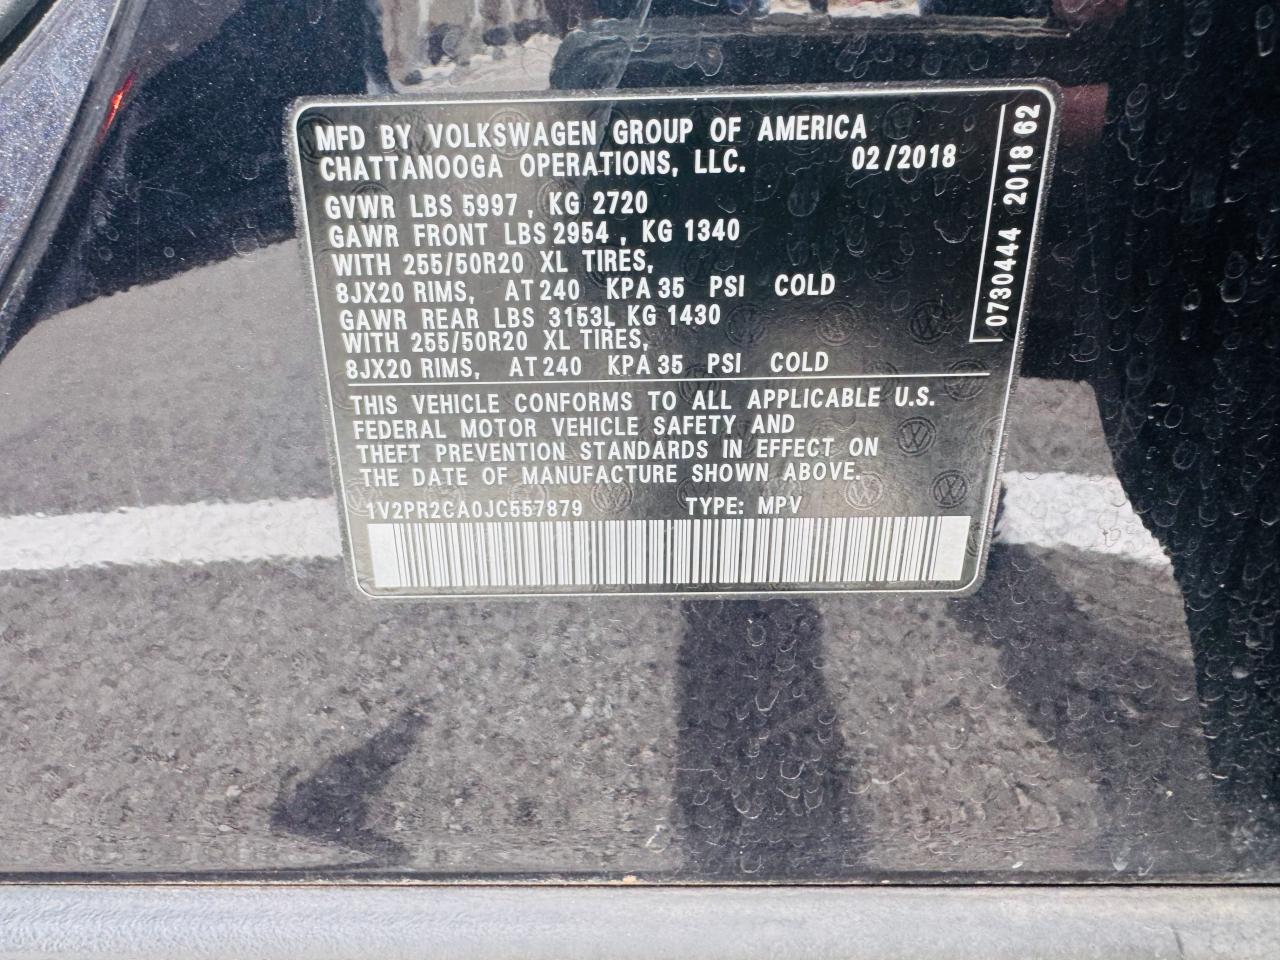 MFD BY VOLKSWAGEN GROUP OF AMERICA
CHATTANOOGA OPERATIONS, LLC. 02/2018
GVWR LBS 5997, KG 2720
GAWR FRONT LBS 2954, KG 1340
WITH 255/50R20 XL TIRES,
8JX20 RIMS, AT 240 KPA 35 PSI COLD
GAWR REAR LBS 3153L KG 1430
WITH 255/50R20 XL TIRES,
8JX20 RIMS, AT 240 KPA 35 PSI COLD
THIS VEHICLE CONFORMS TO ALL APPLICABLE U.S.
FEDERAL MOTOR VEHICLE SAFETY AND
THEFT PREVENTION STANDARDS IN EFFECT ON
THE DATE OF MANUFACTURE SHOWN ABOVE.
1V2PR2CA0JC557879 TYPE: MPV
0730444 2018 62